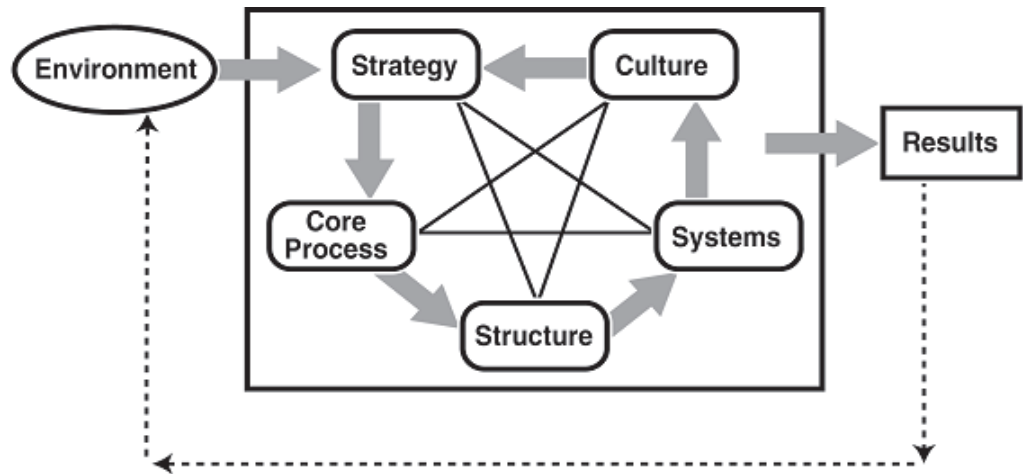 Environment
Strategy
Culture
Results
Core
Process
Systems
Structure